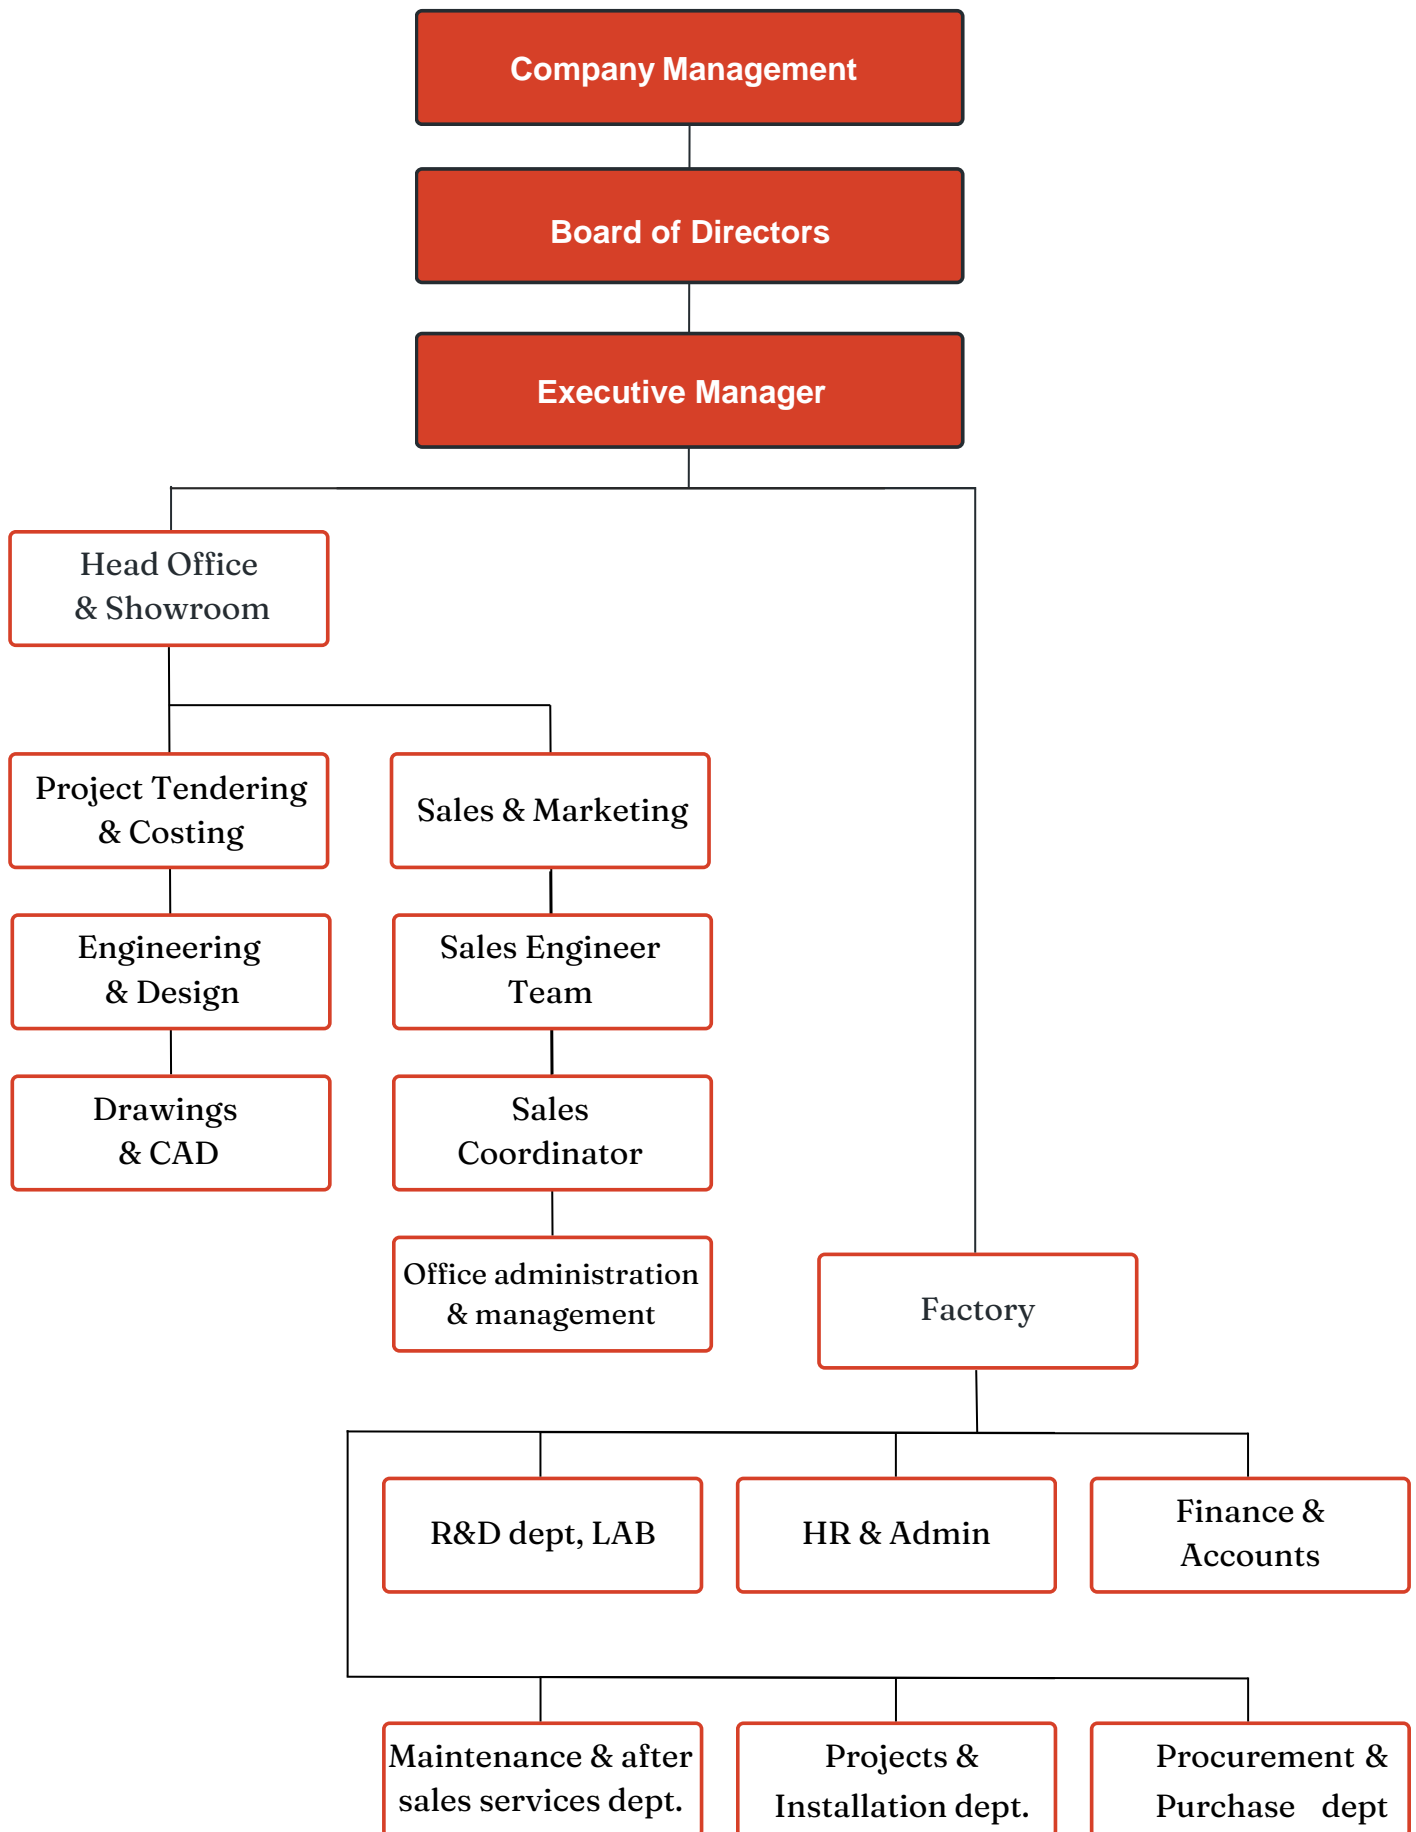 Company Management
Board of Directors
Executive Manager
Head Office
& Showroom
Project Tendering
& Costing
Sales & Marketing
Engineering
& Design
Sales Engineer
Team
Drawings
& CAD
Sales
Coordinator
Office administration
& management
Factory
R&D dept, LAB
HR & Admin
Finance &
Accounts
Maintenance & after
sales services dept.
Projects &
Installation dept.
Procurement &
Purchase dept